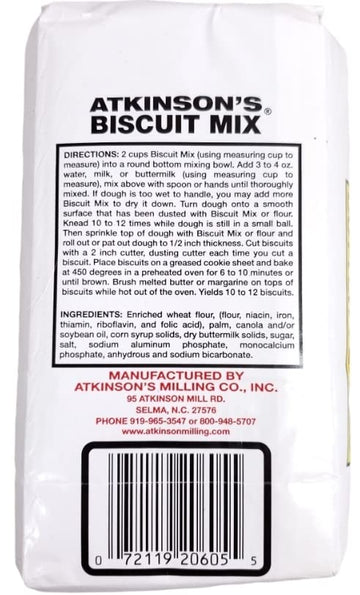 ATKINSON'S®
BISCUIT MIX
DIRECTIONS: 2 cups Biscuit Mix (using measuring cup to
measure) into a round bottom mixing bowl. Add 3 to 4 oz.
water, milk, or buttermilk (using measuring cup to
measure), mix above with spoon or hands until thoroughly
mixed. If dough is too wet to handle, you may add more
Biscuit Mix to dry it down. Turn dough onto a smooth
surface that has been dusted with Biscuit Mix or flour.
Knead 10 to 12 times while dough is still in a small ball.
Then sprinkle top of dough with Biscuit Mix or flour and
roll out or pat out dough to 1/2 inch thickness. Cut biscuits
with a 2 inch cutter, dusting cutter each time you cut a
biscuit. Place biscuits on a greased cookie sheet and bake
at 450 degrees in a preheated oven for 6 to 10 minutes or
until brown. Brush melted butter or margarine on tops of
biscuits while hot out of the oven. Yields 10 to 12 biscuits.
INGREDIENTS: Enriched wheat flour, (flour, niacin, iron,
thiamin, riboflavin, and folic acid), palm, canola and/or
soybean oil, corn syrup solids, dry buttermilk solids, sugar,
salt, sodium aluminum phosphate, monocalcium
phosphate, anhydrous and sodium bicarbonate.
MANUFACTURED BY
ATKINSON'S MILLING CO., INC.
95 ATKINSON MILL RD.
SELMA, N.C. 27576
PHONE 919-965-3547 or 800-948-5707
www.atkinsonmilling.com
0 72119 20605 5